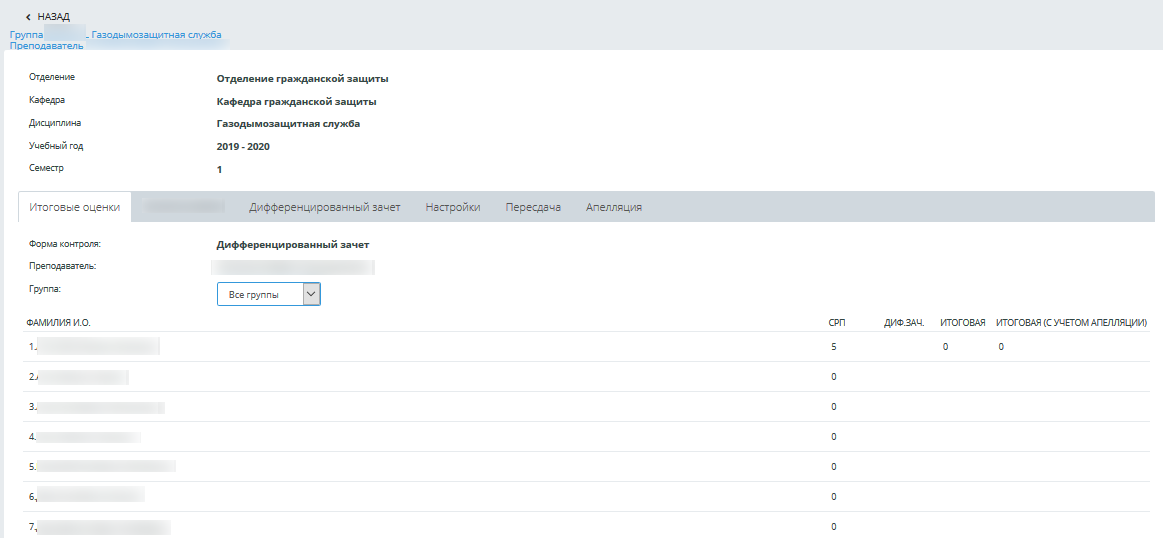 НАЗАД
Группа Газодымозащитная служба
Преподаватель
Отделение Отделение гражданской защиты
Кафедра Кафедра гражданской защиты
Дисциплина Газодымозащитная служба
Учебный год 2019 - 2020
Семестр 1
Итоговые оценки Дифференцированный зачет Настройки Пересдача Апелляция
Форма контроля: Дифференцированный зачет
Преподаватель:
Группа: Все группы
ФАМИЛИЯ И.О. СРП ДИФ.ЗАЧ. ИТОГОВАЯ ИТОГОВАЯ (С УЧЕТОМ АПЕЛЛЯЦИИ)
1. 5 0 0
2. 0
3. 0
4. 0
5. 0
6. 0
7. 0